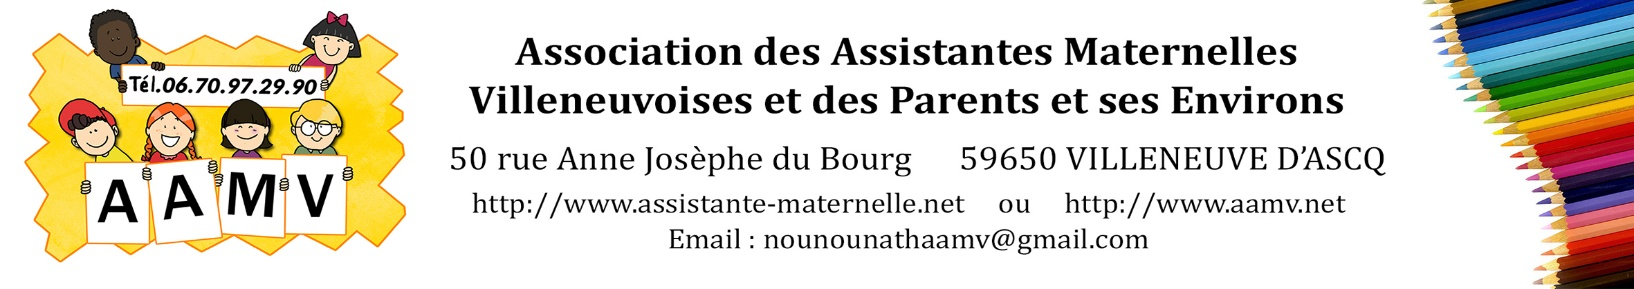 Tél.06.70.97.29.90
A A M V
Association des Assistantes Maternelles
Villeneuvoises et des Parents et ses Environs
50 rue Anne Josèphe du Bourg 59650 VILLENEUVE D’ASCQ
http://www.assistante-maternelle.net ou http://www.aamv.net
Email : nounounathaamv@gmail.com